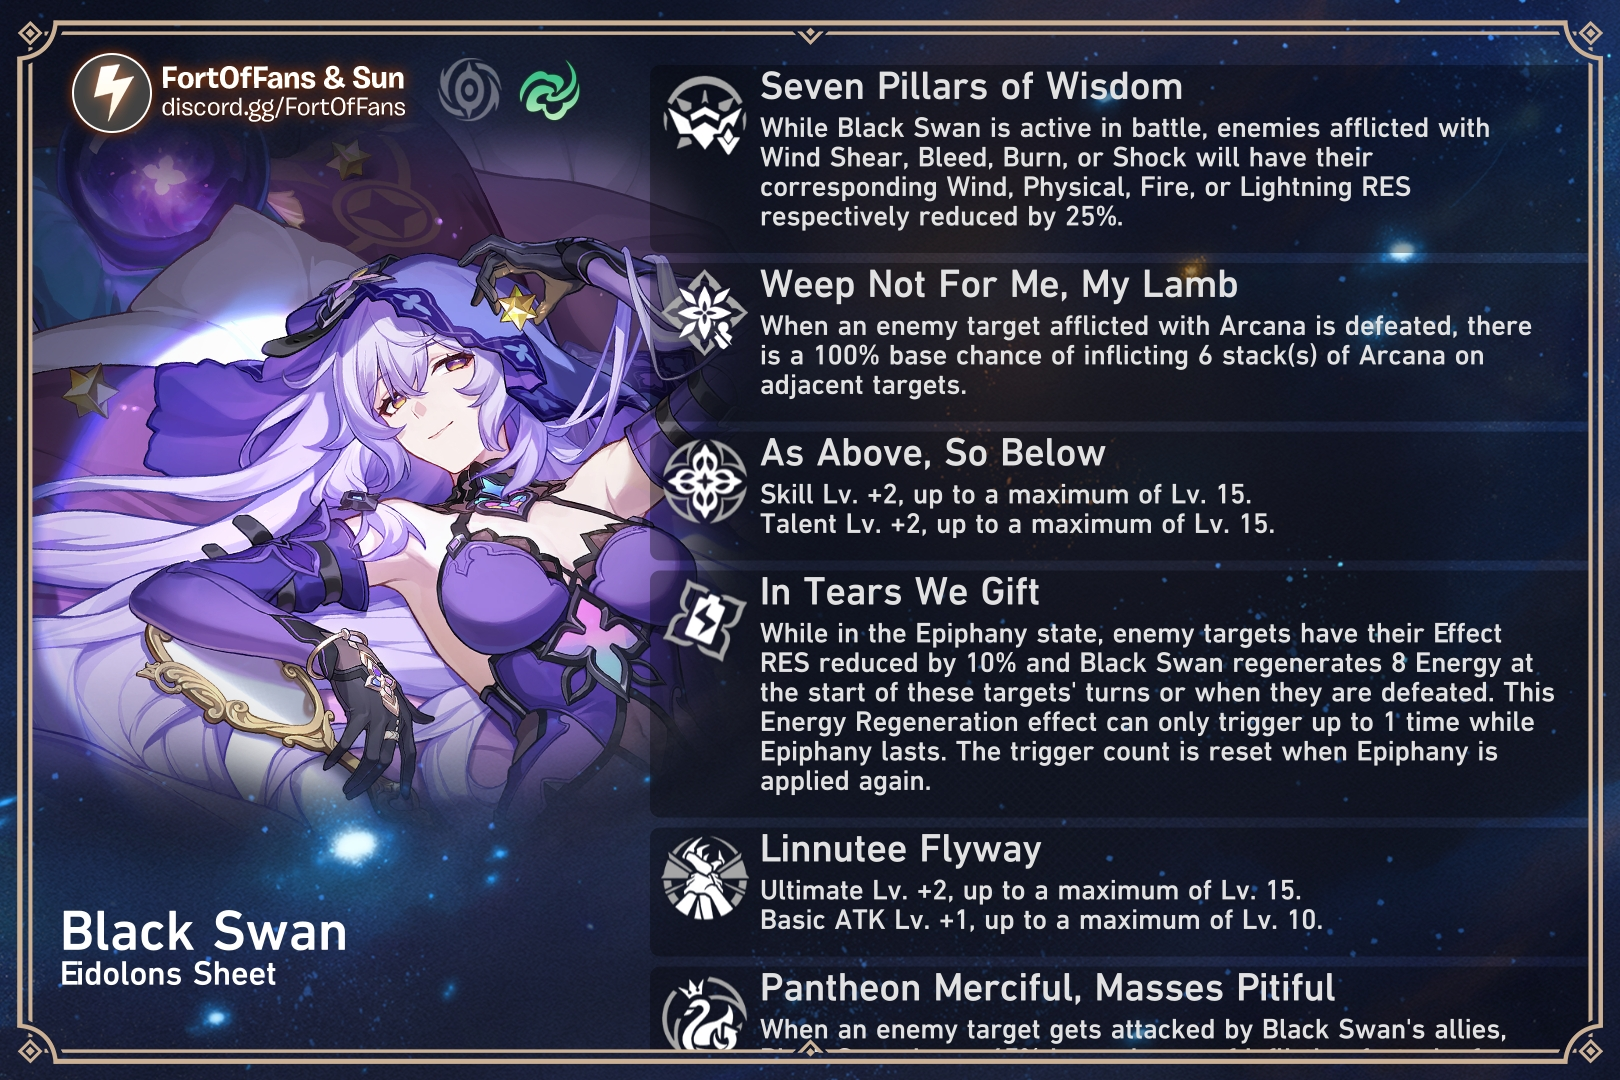 FortOfFans & Sun
discord.gg/FortOfFans
Seven Pillars of Wisdom
While Black Swan is active in battle, enemies afflicted with
Wind Shear, Bleed, Burn, or Shock will have their
corresponding Wind, Physical, Fire, or Lightning RES
respectively reduced by 25%.
Weep Not For Me, My Lamb
When an enemy target afflicted with Arcana is defeated, there
is a 100% base chance of inflicting 6 stack(s) of Arcana on
adjacent targets.
As Above, So Below
Skill Lv. +2, up to a maximum of Lv. 15.
Talent Lv. +2, up to a maximum of Lv. 15.
In Tears We Gift
While in the Epiphany state, enemy targets have their Effect
RES reduced by 10% and Black Swan regenerates 8 Energy at
the start of these targets' turns or when they are defeated. This
Energy Regeneration effect can only trigger up to 1 time while
Epiphany lasts. The trigger count is reset when Epiphany is
applied again.
Linnutee Flyway
Ultimate Lv. +2, up to a maximum of Lv. 15.
Basic ATK Lv. +1, up to a maximum of Lv. 10.
Pantheon Merciful, Masses Pitiful
When an enemy target gets attacked by Black Swan's allies,
Black Swan
Eidolons Sheet